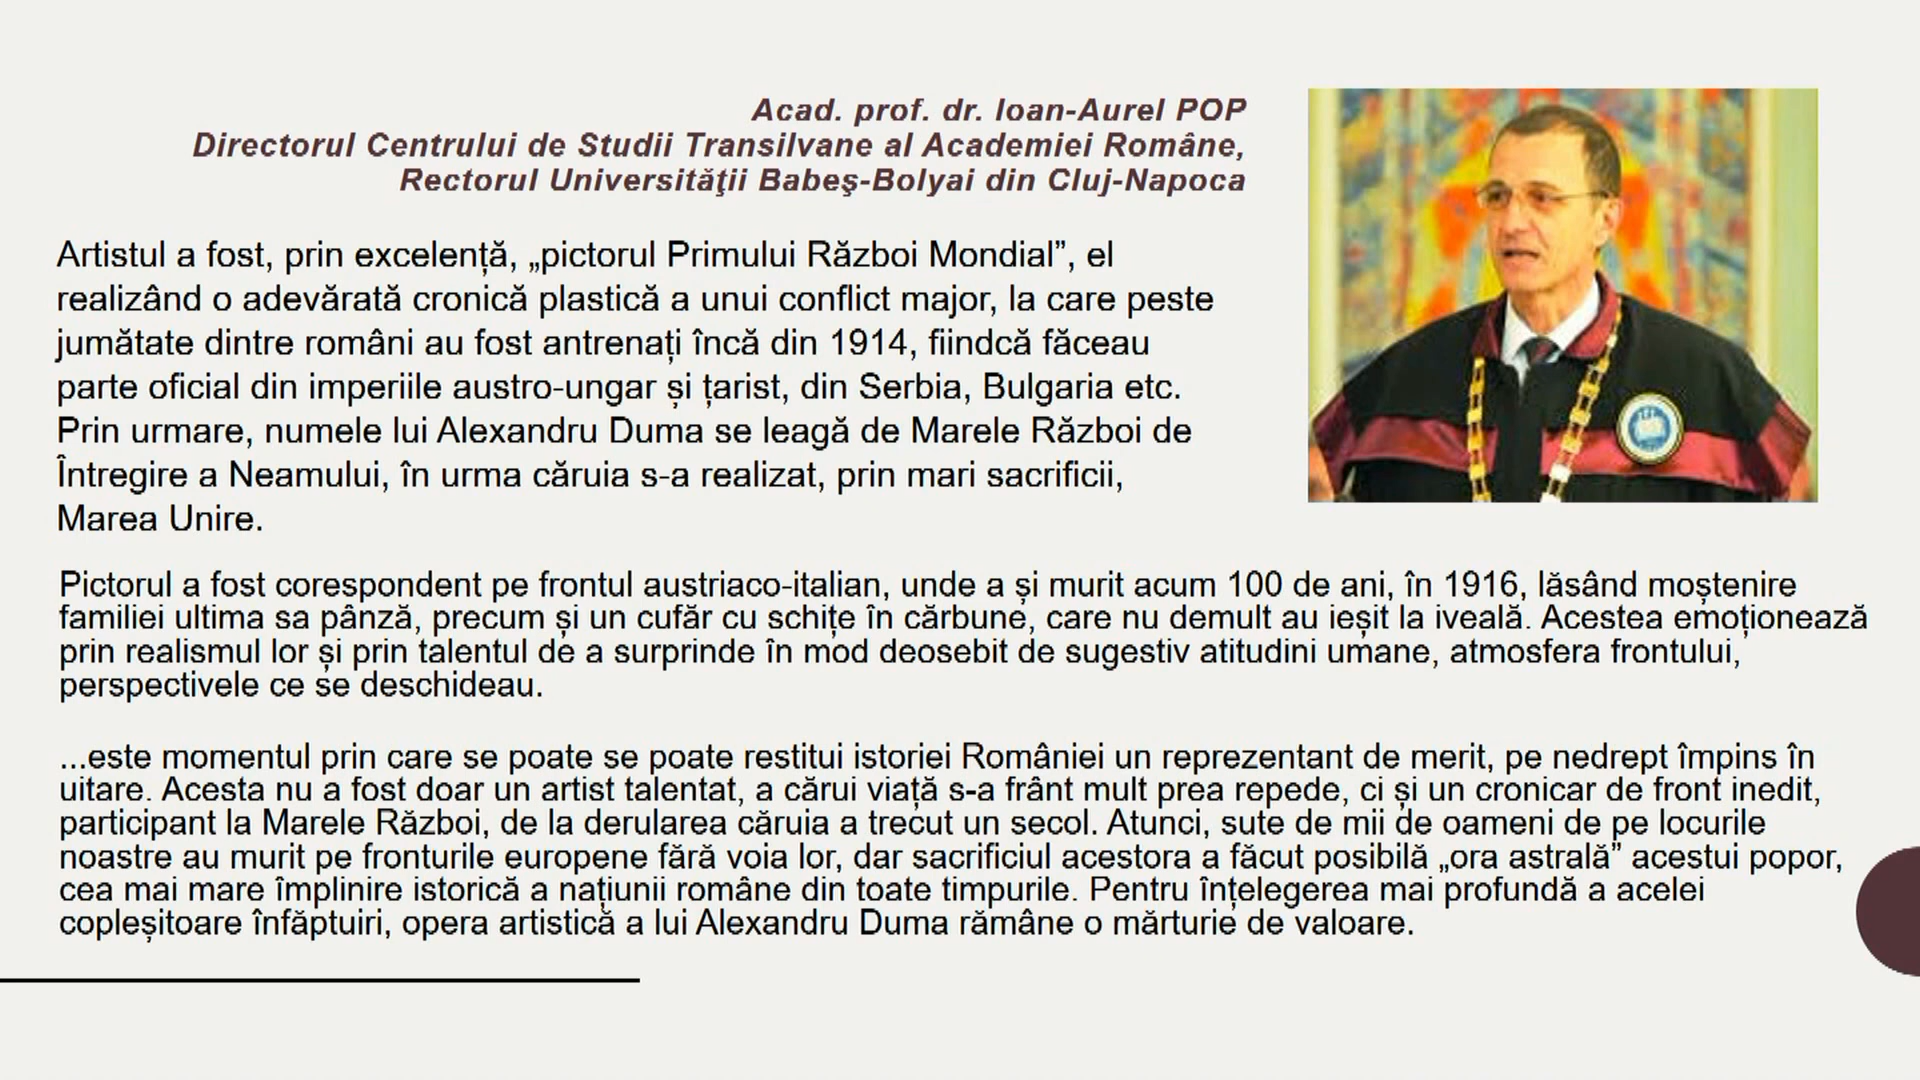 Acad. prof. dr. Ioan-Aurel POP
Directorul Centrului de Studii Transilvane al Academiei Române,
Rectorul Universităţii Babeş-Bolyai din Cluj-Napoca
Artistul a fost, prin excelență, „pictorul Primului Război Mondial”, el
realizând o adevărată cronică plastică a unui conflict major, la care peste
jumătate dintre români au fost antrenați încă din 1914, fiindcă făceau
parte oficial din imperiile austro-ungar și țarist, din Serbia, Bulgaria etc.
Prin urmare, numele lui Alexandru Duma se leagă de Marele Război de
Întregire a Neamului, în urma căruia s-a realizat, prin mari sacrificii,
Marea Unire.
Pictorul a fost corespondent pe frontul austriaco-italian, unde a și murit acum 100 de ani, în 1916, lăsând moștenire
familiei ultima sa pânză, precum și un cufăr cu schițe în cărbune, care nu demult au ieșit la iveală. Acestea emoționează
prin realismul lor și prin talentul de a surprinde în mod deosebit de sugestiv atitudini umane, atmosfera frontului,
perspectivele ce se deschideau.
...este momentul prin care se poate se poate restitui istoriei României un reprezentant de merit, pe nedrept împins în
uitare. Acesta nu a fost doar un artist talentat, a cărui viață s-a frânt mult prea repede, ci și un cronicar de front inedit,
participant la Marele Război, de la derularea căruia a trecut un secol. Atunci, sute de mii de oameni de pe locurile
noastre au murit pe fronturile europene fără voia lor, dar sacrificiul acestora a făcut posibilă „ora astrală” acestui popor,
cea mai mare împlinire istorică a națiunii române din toate timpurile. Pentru înțelegerea mai profundă a acelei
copleșitoare înfăptuiri, opera artistică a lui Alexandru Duma rămâne o mărturie de valoare.